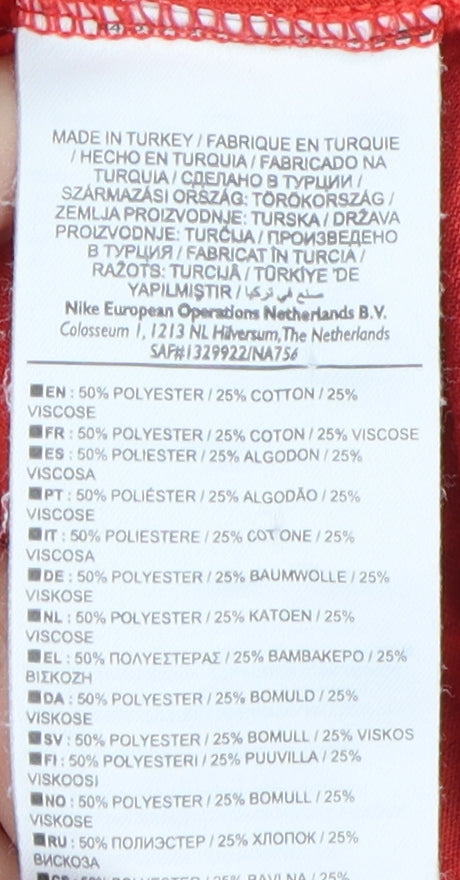 MADE IN TURKEY / FABRIQUE EN TURQUIE
/ HECHO EN TURQUIA / FABRICADO NA
TURQUIA / СДЕЛАНО В ТУРЦИИ /
SZÁRMAZÁSI ORSZÁG: TÖRÖKORSZÁG /
ZEMLJA PROIZVODNJE: TURSKA / DRŽAVA
PROIZVODNJE: TURČIJA / ПРОИЗВЕДЕНО
В ТУРЦИЯ / FABRICAT ÎN TURCIA /
RAŽOTS: TURCIJĀ / TÜRKİYE 'DE
YAPILMIŞTIR / صنع في تركيا
Nike European Operations Netherlands B.V.
Colosseum 1, 1213 NL Hilversum, The Netherlands
SAF#1329922/NA756
EN : 50% POLYESTER / 25% COTTON / 25%
VISCOSE
FR : 50% POLYESTER / 25% COTON / 25% VISCOSE
ES : 50% POLIESTER / 25% ALGODON / 25%
VISCOSA
PT : 50% POLIÉSTER / 25% ALGODÃO / 25%
VISCOSE
IT : 50% POLIESTERE / 25% COTONE / 25%
VISCOSA
DE : 50% POLYESTER / 25% BAUMWOLLE / 25%
VISKOSE
NL : 50% POLYESTER / 25% KATOEN / 25%
VISCOSE
EL : 50% ΠΟΛΥΕΣΤΕΡΑΣ / 25% ΒΑΜΒΑΚΕΡΟ / 25%
ΒΙΣΚΟΖΗ
DA : 50% POLYESTER / 25% BOMULD / 25%
VISKOSE
SV : 50% POLYESTER / 25% BOMULL / 25% VISKOS
FI : 50% POLYESTERI / 25% PUUVILLA / 25%
VISKOOSI
NO : 50% POLYESTER / 25% BOMULL / 25%
VISKOSE
RU : 50% ПОЛИЭСТЕР / 25% ХЛОПОК / 25%
ВИСКОЗА
50% POLYESTER / 25% BAVLNA / 25%